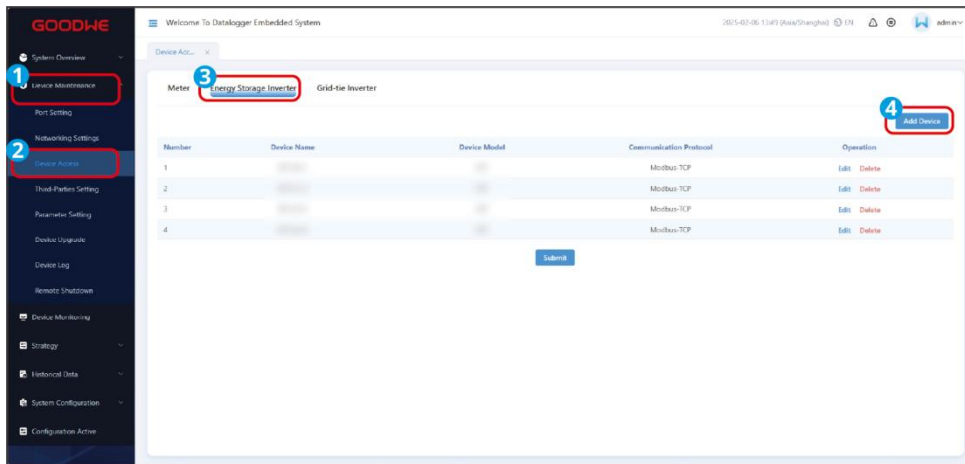 GOODWE
Welcome To Datalogger Embedded System
2025-02-06 13:49 (Asia/Shanghai) EN admin
Device Acc... ×
System Overview
1
Device Maintenance
Port Setting
Networking Settings
2
Device Access
Third-Parties Setting
Parameter Setting
Device Upgrade
Device Log
Remote Shutdown
Device Monitoring
Strategy
Historical Data
System Configuration
Configuration Active
3
Meter Energy Storage Inverter Grid-tie Inverter
4
Add Device
Number Device Name Device Model Communication Protocol Operation
1 Modbus-TCP Edit Delete
2 Modbus-TCP Edit Delete
3 Modbus-TCP Edit Delete
4 Modbus-TCP Edit Delete
Submit